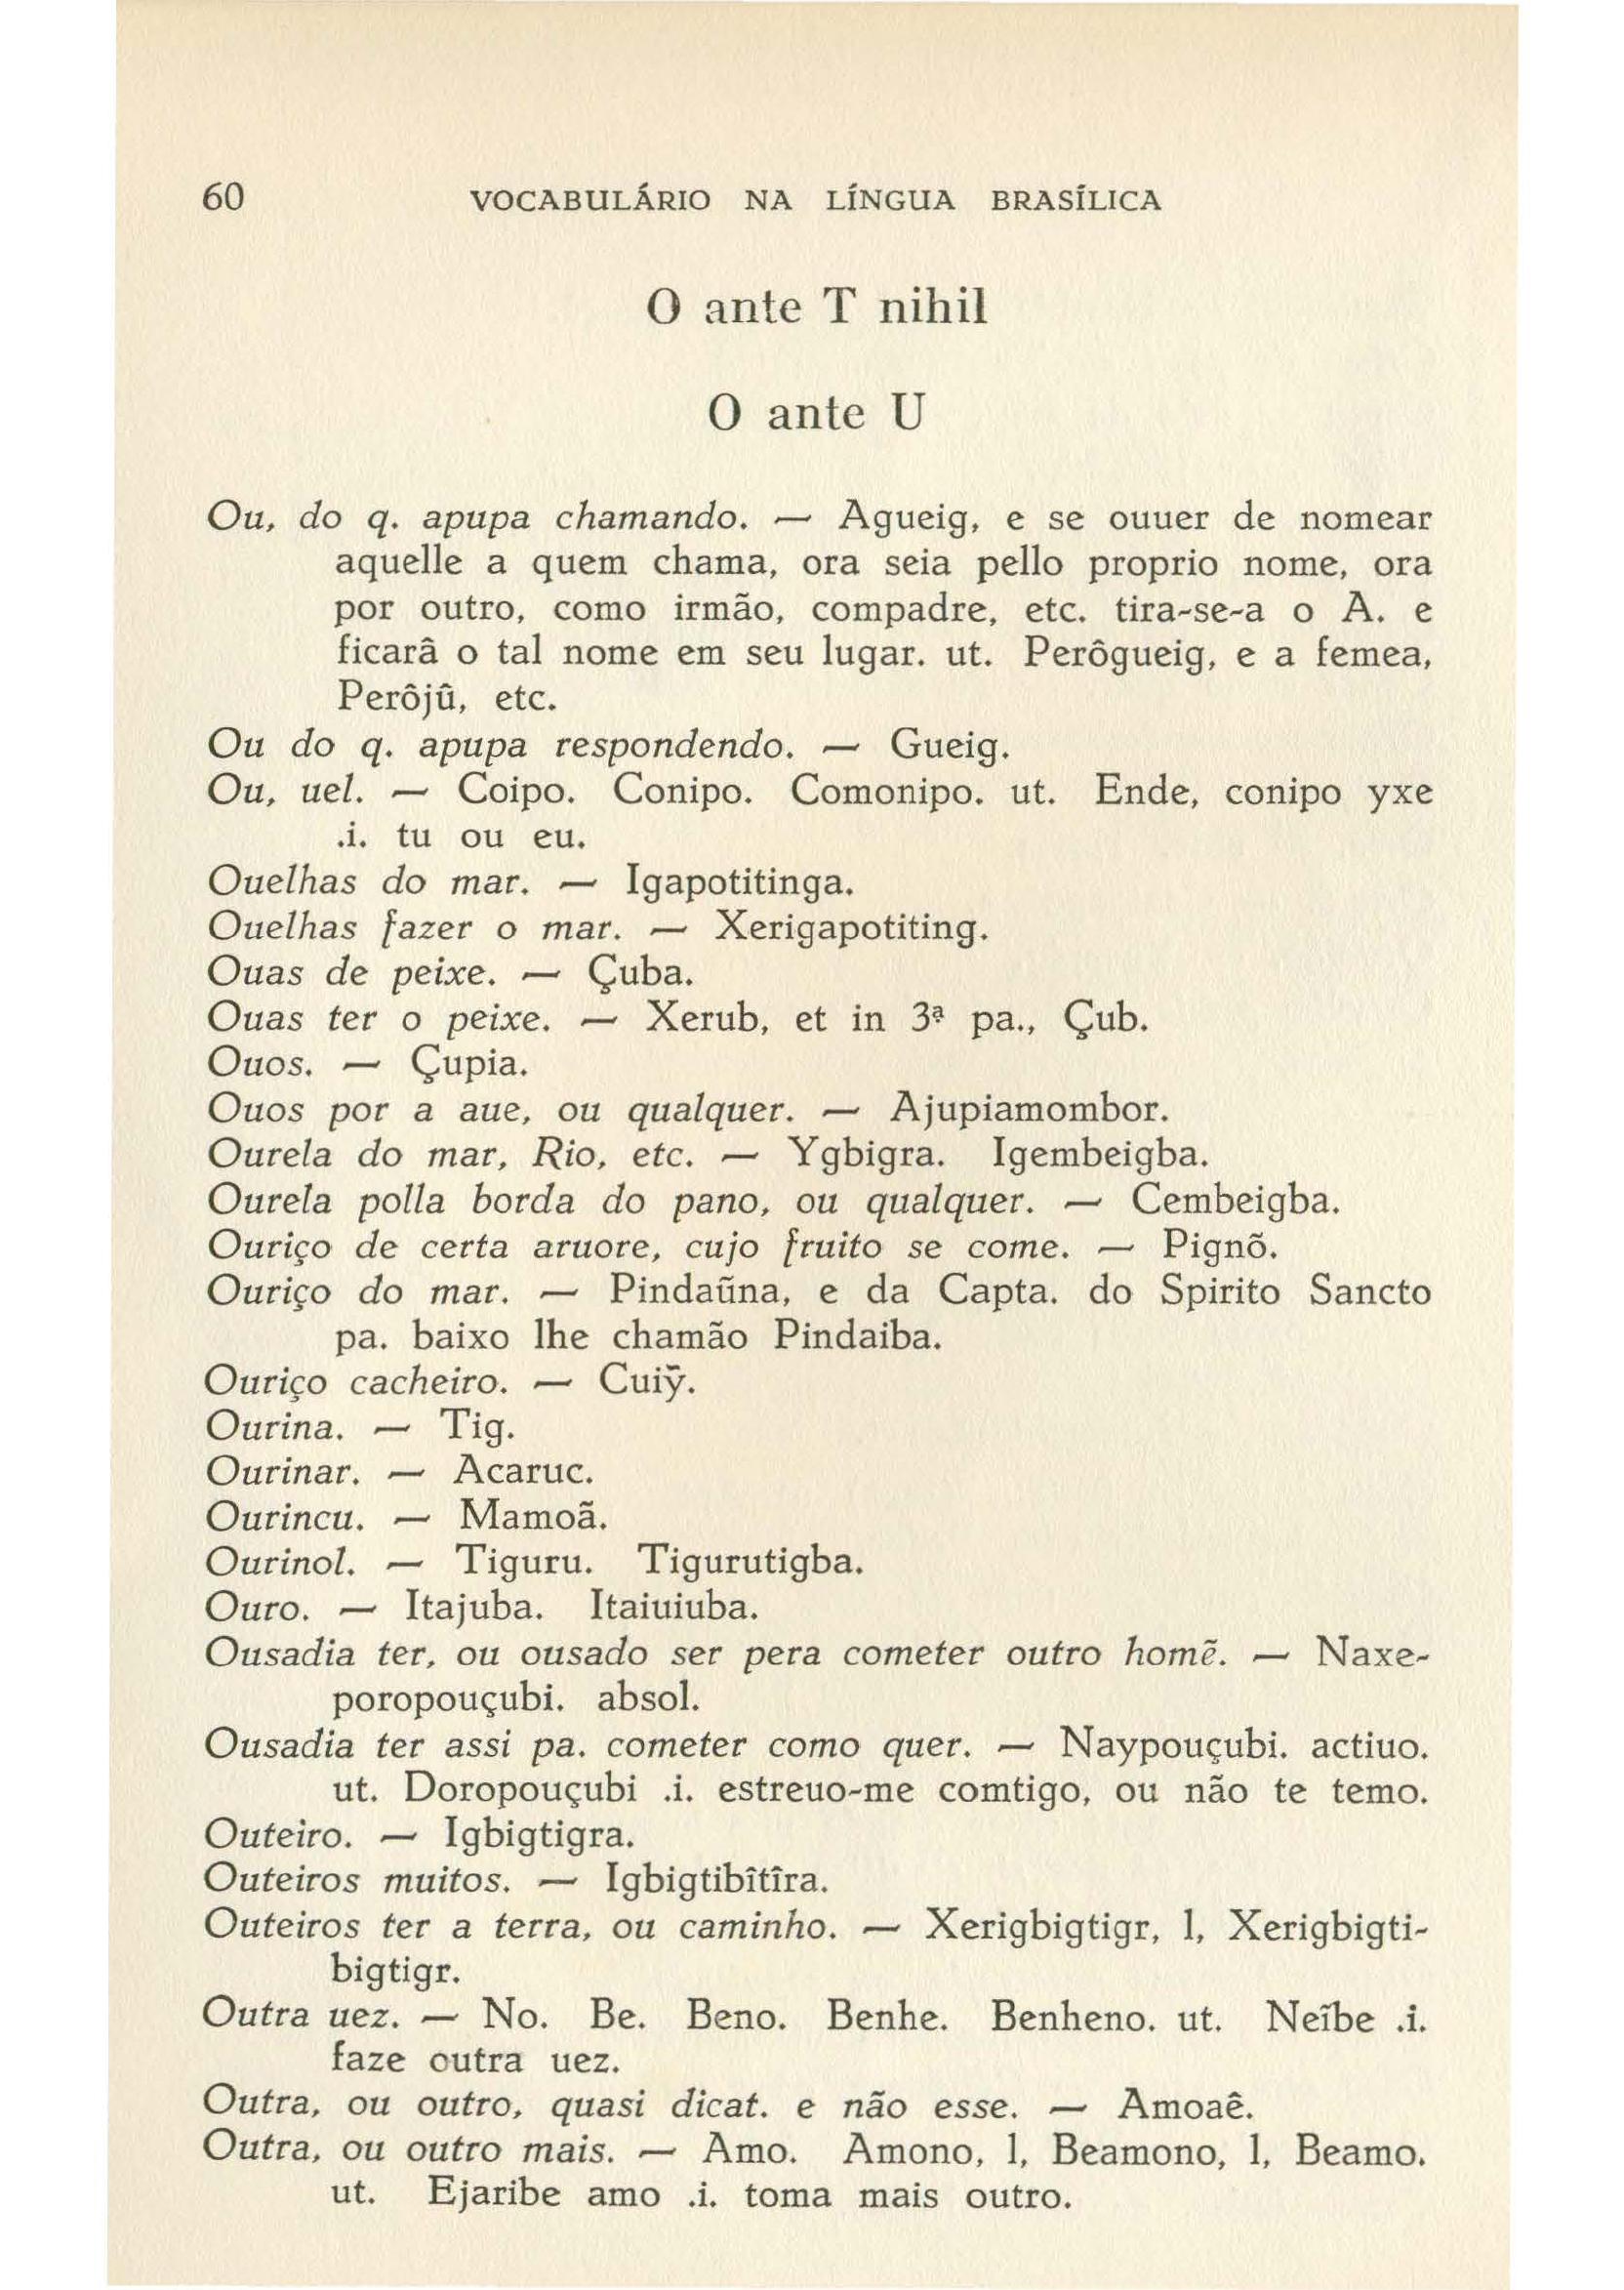 60 VOCABULÁRIO NA LÍNGUA BRASÍLICA
O ante T nihil
O ante U
Ou, do q. apupa chamando. — Agueig, e se ouuer de nomear
aquelle a quem chama, ora seia pello proprio nome, ora
por outro, como irmão, compadre, etc. tira-se-a o A. e
ficarâ o tal nome em seu lugar. ut. Perôgueig, e a femea,
Perôjû, etc.
Ou do q. apupa respondendo. — Gueig.
Ou, uel. — Coipo. Conipo. Comonipo. ut. Ende, conipo yxe
.i. tu ou eu.
Ouelhas do mar. — Igapotitinga.
Ouelhas fazer o mar. — Xerigapotiting.
Ouas de peixe. — Çuba.
Ouas ter o peixe. — Xerub, et in 3ª pa., Çub.
Ouos. — Çupia.
Ouos por a aue, ou qualquer. — Ajupiamombor.
Ourela do mar, Rio, etc. — Ygbigra. Igembeigba.
Ourela polla borda do pano, ou qualquer. — Cembeigba.
Ouriço de certa aruore, cujo fruito se come. — Pignõ.
Ouriço do mar. — Pindaũna, e da Capta. do Spirito Sancto
pa. baixo lhe chamão Pindaiba.
Ouriço cacheiro. — Cuiỹ.
Ourina. — Tig.
Ourinar. — Acaruc.
Ourincu. — Mamoã.
Ourinol. — Tiguru. Tigurutigba.
Ouro. — Itajuba. Itaiuiuba.
Ousadia ter, ou ousado ser pera cometer outro homẽ. — Naxe-
poropouçubi. absol.
Ousadia ter assi pa. cometer como quer. — Naypouçubi. actiuo.
ut. Doropouçubi .i. estreuo-me comtigo, ou não te temo.
Outeiro. — Igbigtigra.
Outeiros muitos. — Igbigtibîtîra.
Outeiros ter a terra, ou caminho. — Xerigbigtigr, l, Xerigbigti-
bigtigr.
Outra uez. — No. Be. Beno. Benhe. Benheno. ut. Neĩbe .i.
faze outra uez.
Outra, ou outro, quasi dicat. e não esse. — Amoaê.
Outra, ou outro mais. — Amo. Amono, l, Beamono, l, Beamo.
ut. Ejaribe amo .i. toma mais outro.